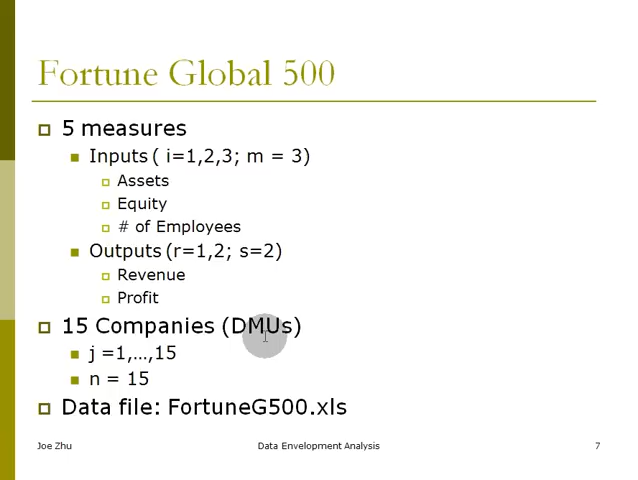 Fortune Global 500
5 measures
Inputs ( i=1,2,3; m = 3)
Assets
Equity
# of Employees
Outputs (r=1,2; s=2)
Revenue
Profit
15 Companies (DMUs)
j =1,…,15
n = 15
Data file: FortuneG500.xls
Joe Zhu
Data Envelopment Analysis
7